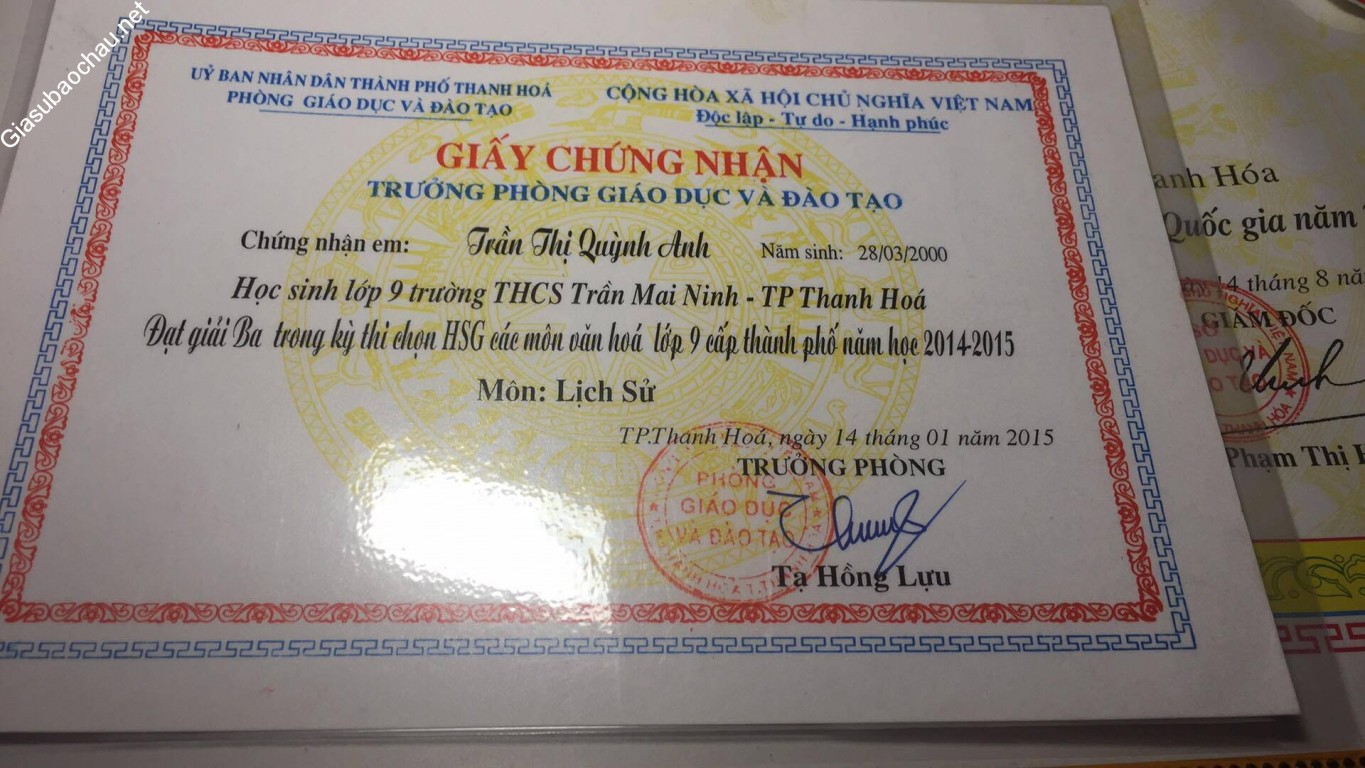 Giasubaochau.net
UỶ BAN NHÂN DÂN THÀNH PHỐ THANH HOÁ
PHÒNG GIÁO DỤC VÀ ĐÀO TẠO
CỘNG HÒA XÃ HỘI CHỦ NGHĨA VIỆT NAM
Độc lập - Tự do - Hạnh phúc
GIẤY CHỨNG NHẬN
TRƯỞNG PHÒNG GIÁO DỤC VÀ ĐÀO TẠO
Chứng nhận em: Trần Thị Quỳnh Anh Năm sinh: 28/03/2000
Học sinh lớp 9 trường THCS Trần Mai Ninh - TP Thanh Hoá
Đạt giải Ba trong kỳ thi chọn HSG các môn văn hoá lớp 9 cấp thành phố năm học 2014-2015
Môn: Lịch Sử
TP.Thanh Hoá, ngày 14 tháng 01 năm 2015
TRƯỞNG PHÒNG
PHÒNG
GIÁO DỤC
VÀ ĐÀO TẠO
Tạ Hồng Lựu
anh Hóa
Quốc gia năm
14 tháng 8 nă
GIÁM ĐỐC
Phạm Thị